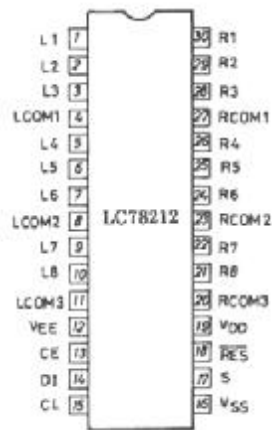 L1 1 30 R1
L2 2 29 R2
L3 3 28 R3
LCOM1 4 27 RCOM1
L4 5 26 R4
L5 6 25 R5
L6 7 24 R6
LCOM2 8 LC78212 23 RCOM2
L7 9 22 R7
L8 10 21 R8
LCOM3 11 20 RCOM3
VEE 12 19 VDD
CE 13 18 RES
DI 14 17 S
CL 15 16 VSS